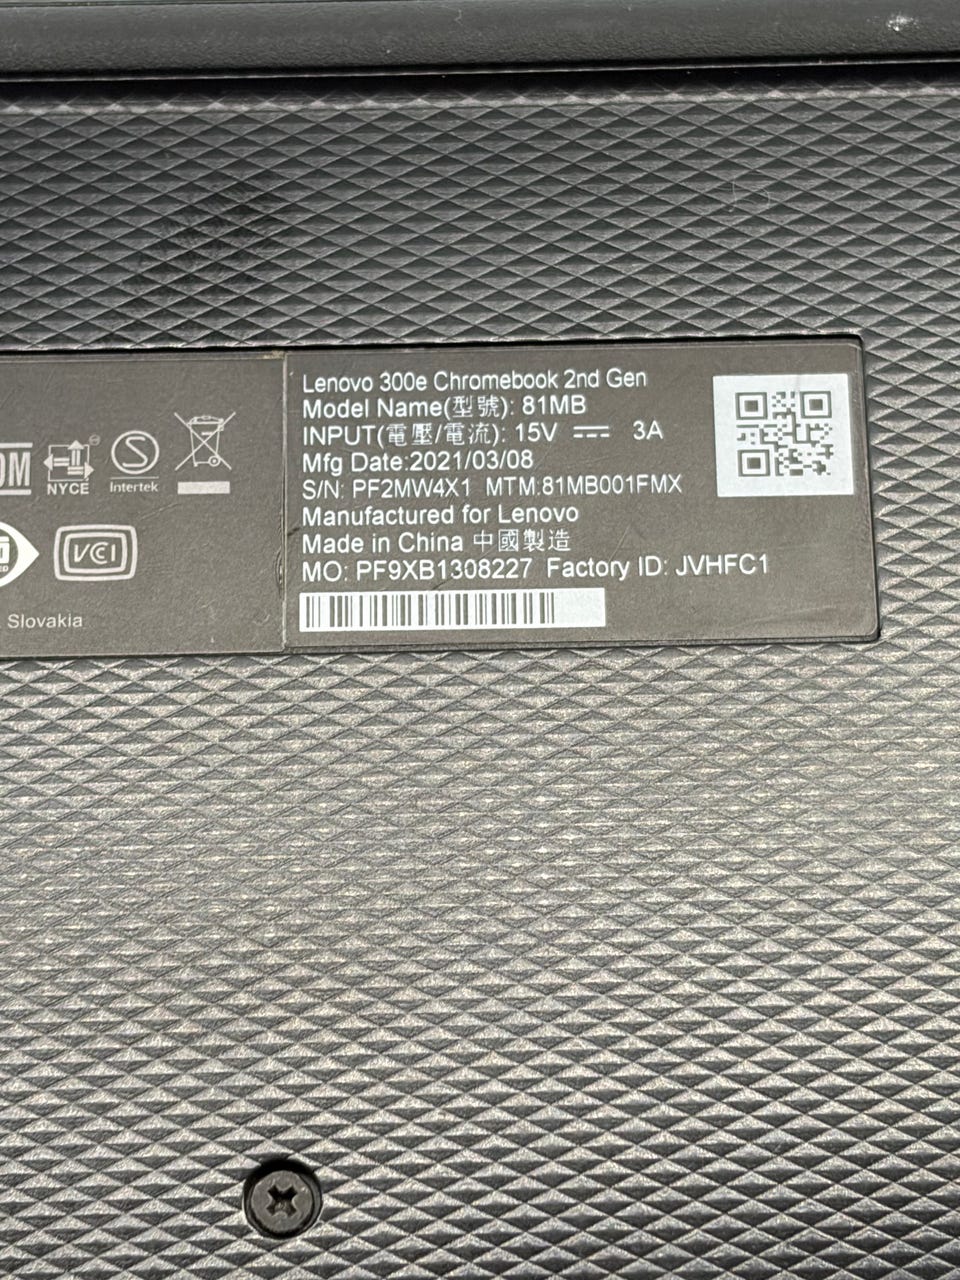 Lenovo 300e Chromebook 2nd Gen
Model Name(型號): 81MB
INPUT(電壓/電流): 15V ⎓ 3A
Mfg Date:2021/03/08
S/N: PF2MW4X1 MTM:81MB001FMX
Manufactured for Lenovo
Made in China 中國製造
MO: PF9XB1308227 Factory ID: JVHFC1
NYCE
Intertek
VCI
Slovakia